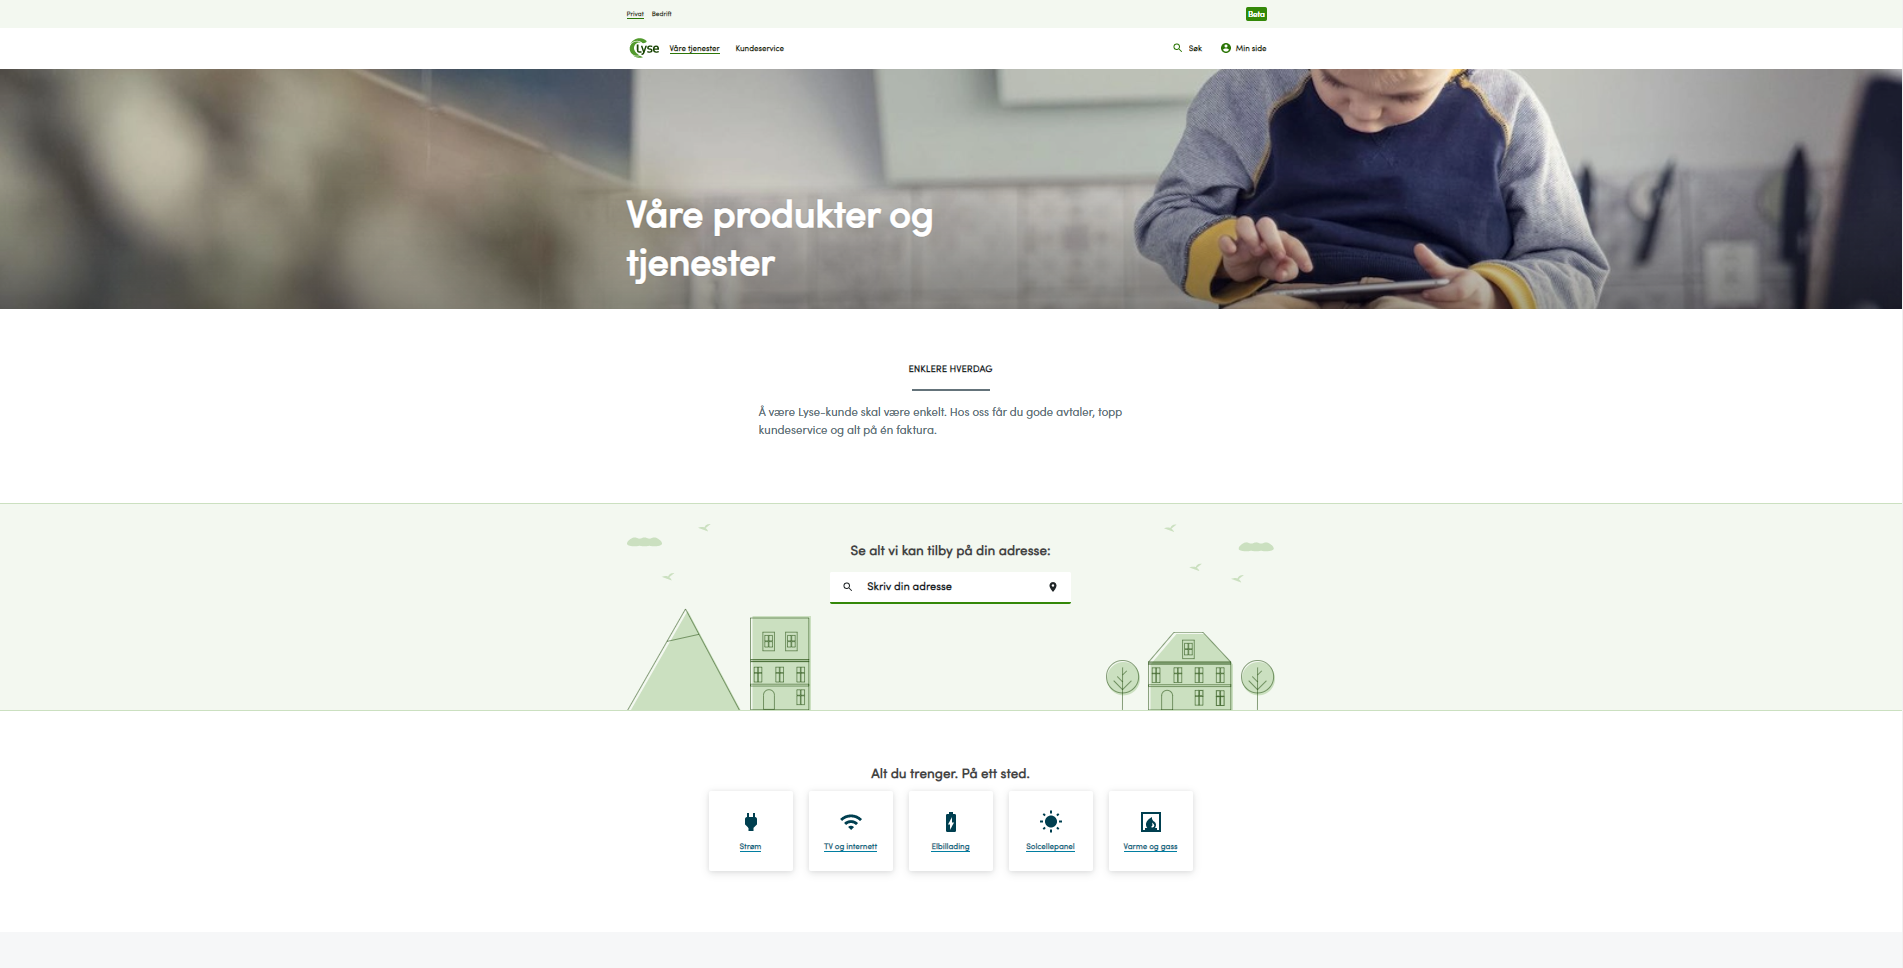 Privat Bedrift Beta
Lyse Våre tjenester Kundeservice Søk Min side
Våre produkter og
tjenester
ENKLERE HVERDAG
Å være Lyse-kunde skal være enkelt. Hos oss får du gode avtaler, topp
kundeservice og alt på én faktura.
Se alt vi kan tilby på din adresse:
Skriv din adresse
Alt du trenger. På ett sted.
Strøm TV og internett Elbillading Solcellepanel Varme og gass